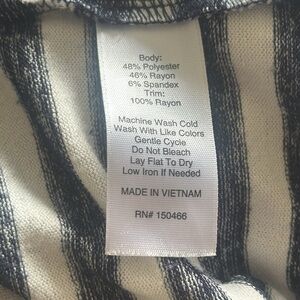 Body:
48% Polyester
46% Rayon
6% Spandex
Trim:
100% Rayon
Machine Wash Cold
Wash With Like Colors
Gentle Cycle
Do Not Bleach
Lay Flat To Dry
Low Iron If Needed
MADE IN VIETNAM
RN# 150466